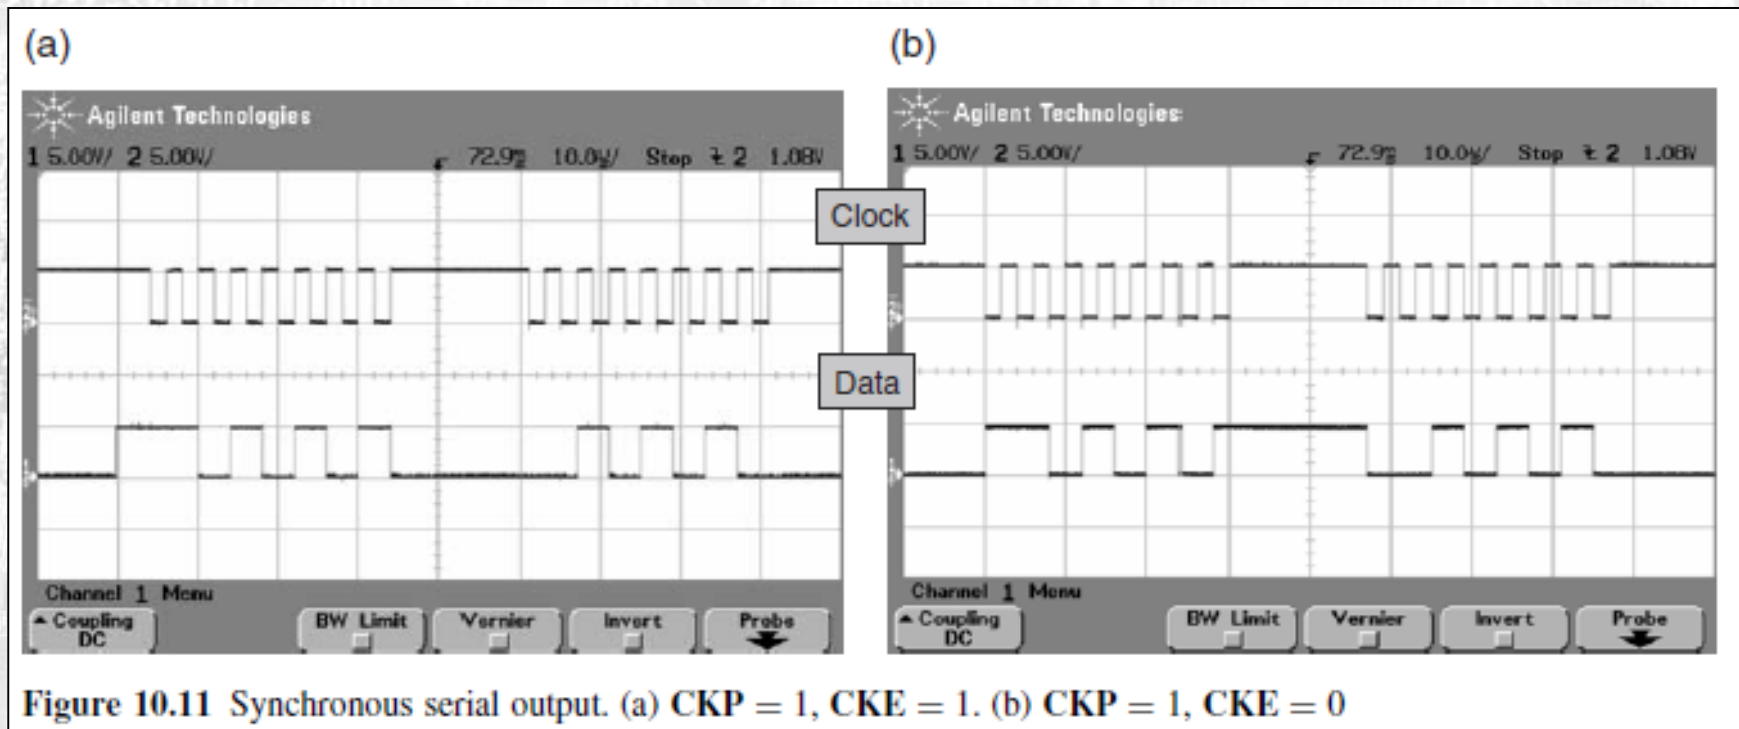 (a)
(b)
Agilent Technologies
Agilent Technologies
1 5.00V/ 2 5.00V/ 72.9 10.0 / Stop 2 1.08V
1 5.00V/ 2 5.00V/ 72.9 10.0 / Stop 2 1.08V
Clock
Data
Channel 1 Menu
Channel 1 Menu
Coupling DC BW Limit Vernier Invert Probe
Coupling DC BW Limit Vernier Invert Probe
Figure 10.11 Synchronous serial output. (a) CKP = 1, CKE = 1. (b) CKP = 1, CKE = 0